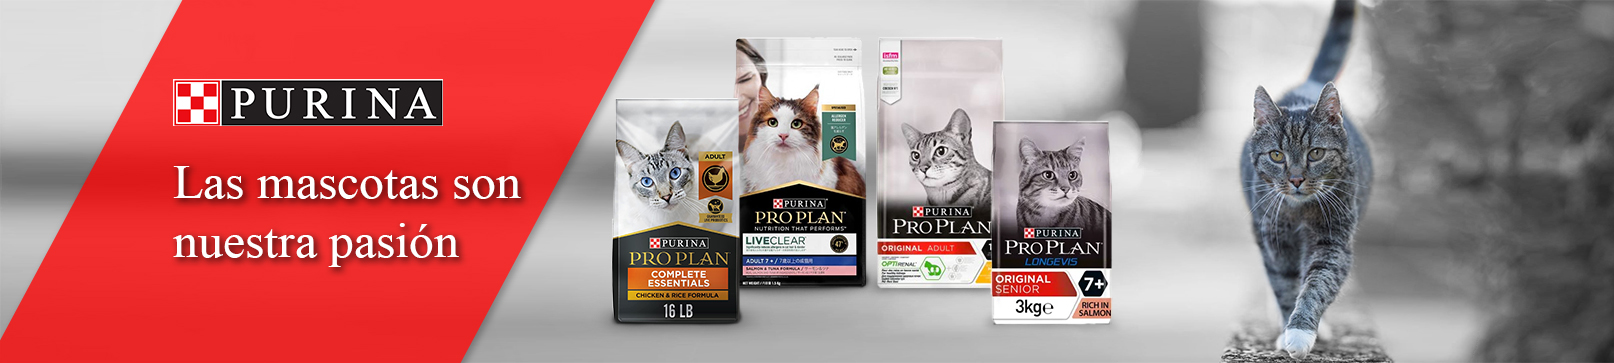 PURINA
Las mascotas son
nuestra pasión
ADULT
PURINA
PRO PLAN
COMPLETE
ESSENTIALS
CHICKEN & RICE FORMULA
16 LB
PURINA
PRO PLAN
NUTRITION THAT PERFORMS
LIVECLEAR
ADULT 7+ /
SALMON & TUNA FORMULA /
PURINA
PRO PLAN
ORIGINAL ADULT
OPTIRENAL
PURINA
PRO PLAN
LONGEVIS
ORIGINAL
SENIOR
7+
3kg e
RICH IN
SALMON